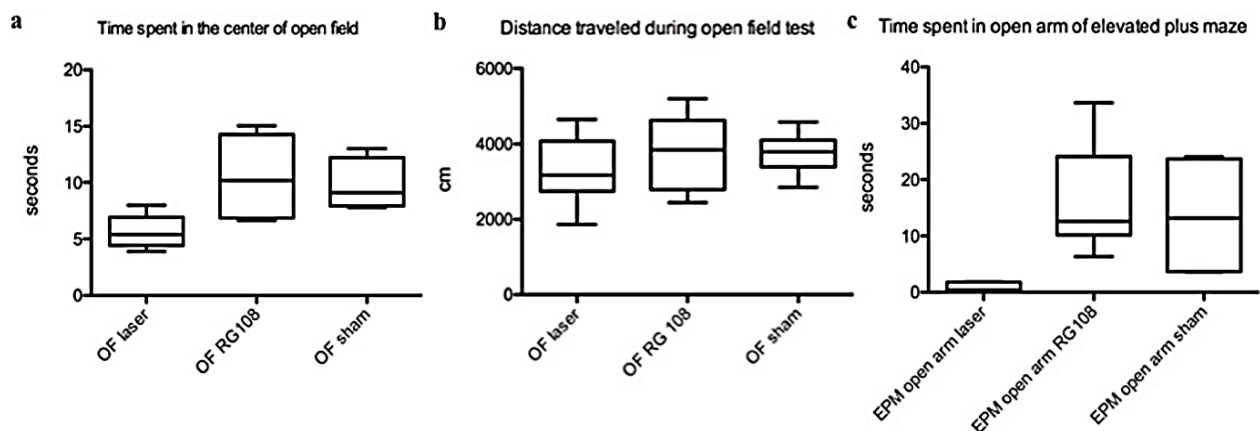 a
Time spent in the center of open field
20
15
10
5
0
seconds
OF laser
OF RG108
OF sham
b
Distance traveled during open field test
6000
4000
2000
0
cm
OF laser
OF RG 108
OF sham
c
Time spent in open arm of elevated plus maze
40
30
20
10
0
seconds
EPM open arm laser
EPM open arm RG108
EPM open arm sham